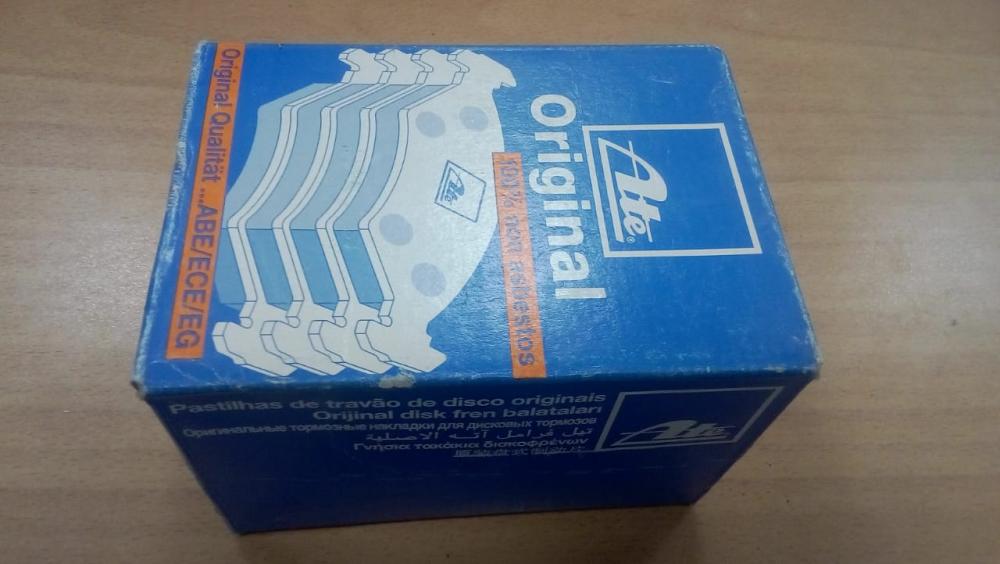 Ate®
Original
100% non asbestos
Ate
Original Qualität ...ABE/ECE/EG
Ate
Pastilhas de travão de disco originais
Orijinal disk fren balataları
Оригинальные тормозные накладки для дисковых тормозов
تيل فرامل آته الأصلية
Γνήσια τακάκια δισκοφρένων